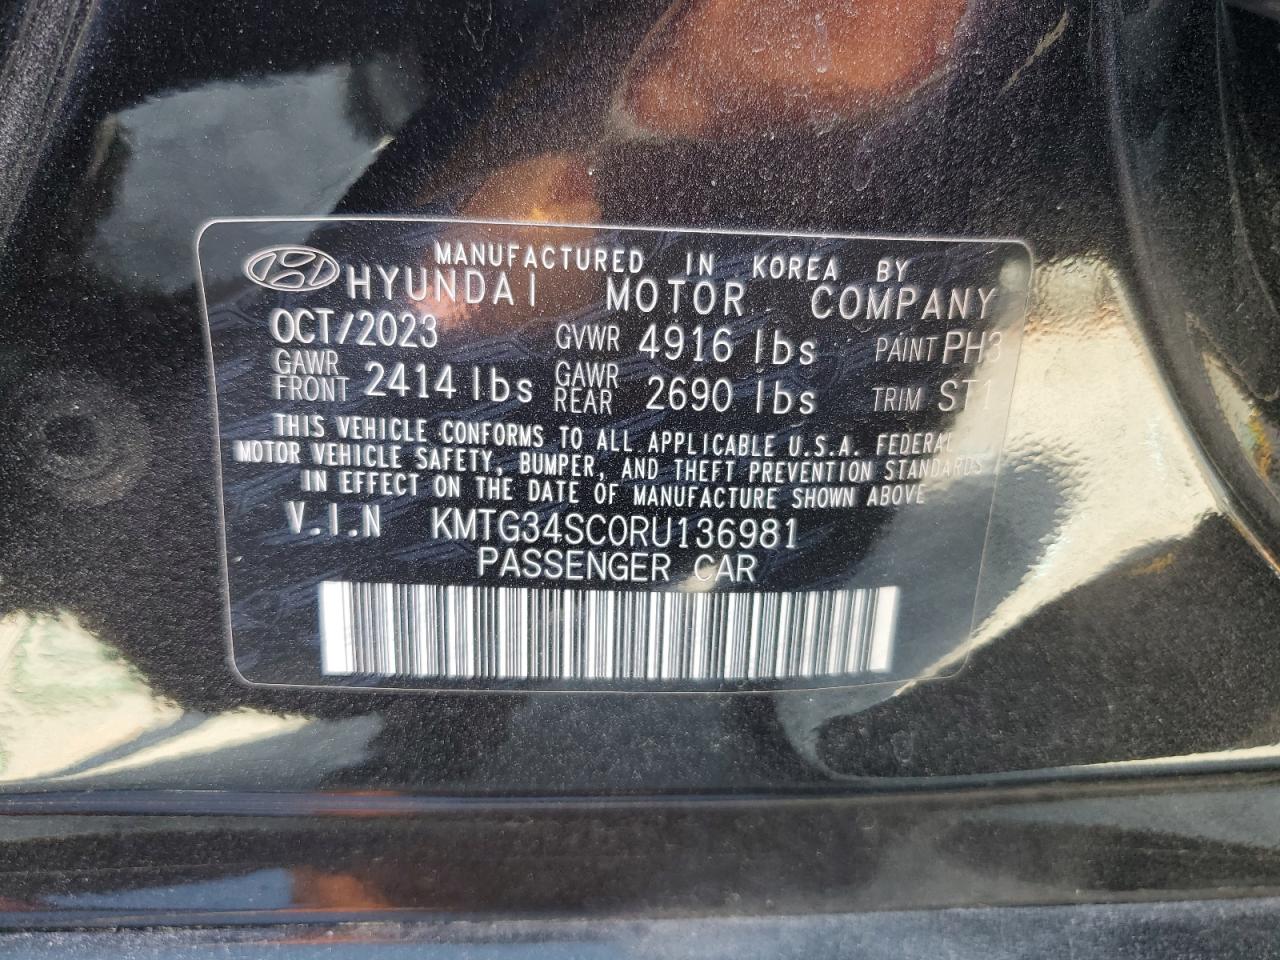 MANUFACTURED IN KOREA BY
HYUNDAI MOTOR COMPANY
OCT/2023 GVWR 4916 lbs PAINT PH3
GAWR FRONT 2414 lbs GAWR REAR 2690 lbs TRIM ST1
THIS VEHICLE CONFORMS TO ALL APPLICABLE U.S.A. FEDERAL
MOTOR VEHICLE SAFETY, BUMPER, AND THEFT PREVENTION STANDARDS
IN EFFECT ON THE DATE OF MANUFACTURE SHOWN ABOVE
V.I.N KMTG34SC0RU136981
PASSENGER CAR